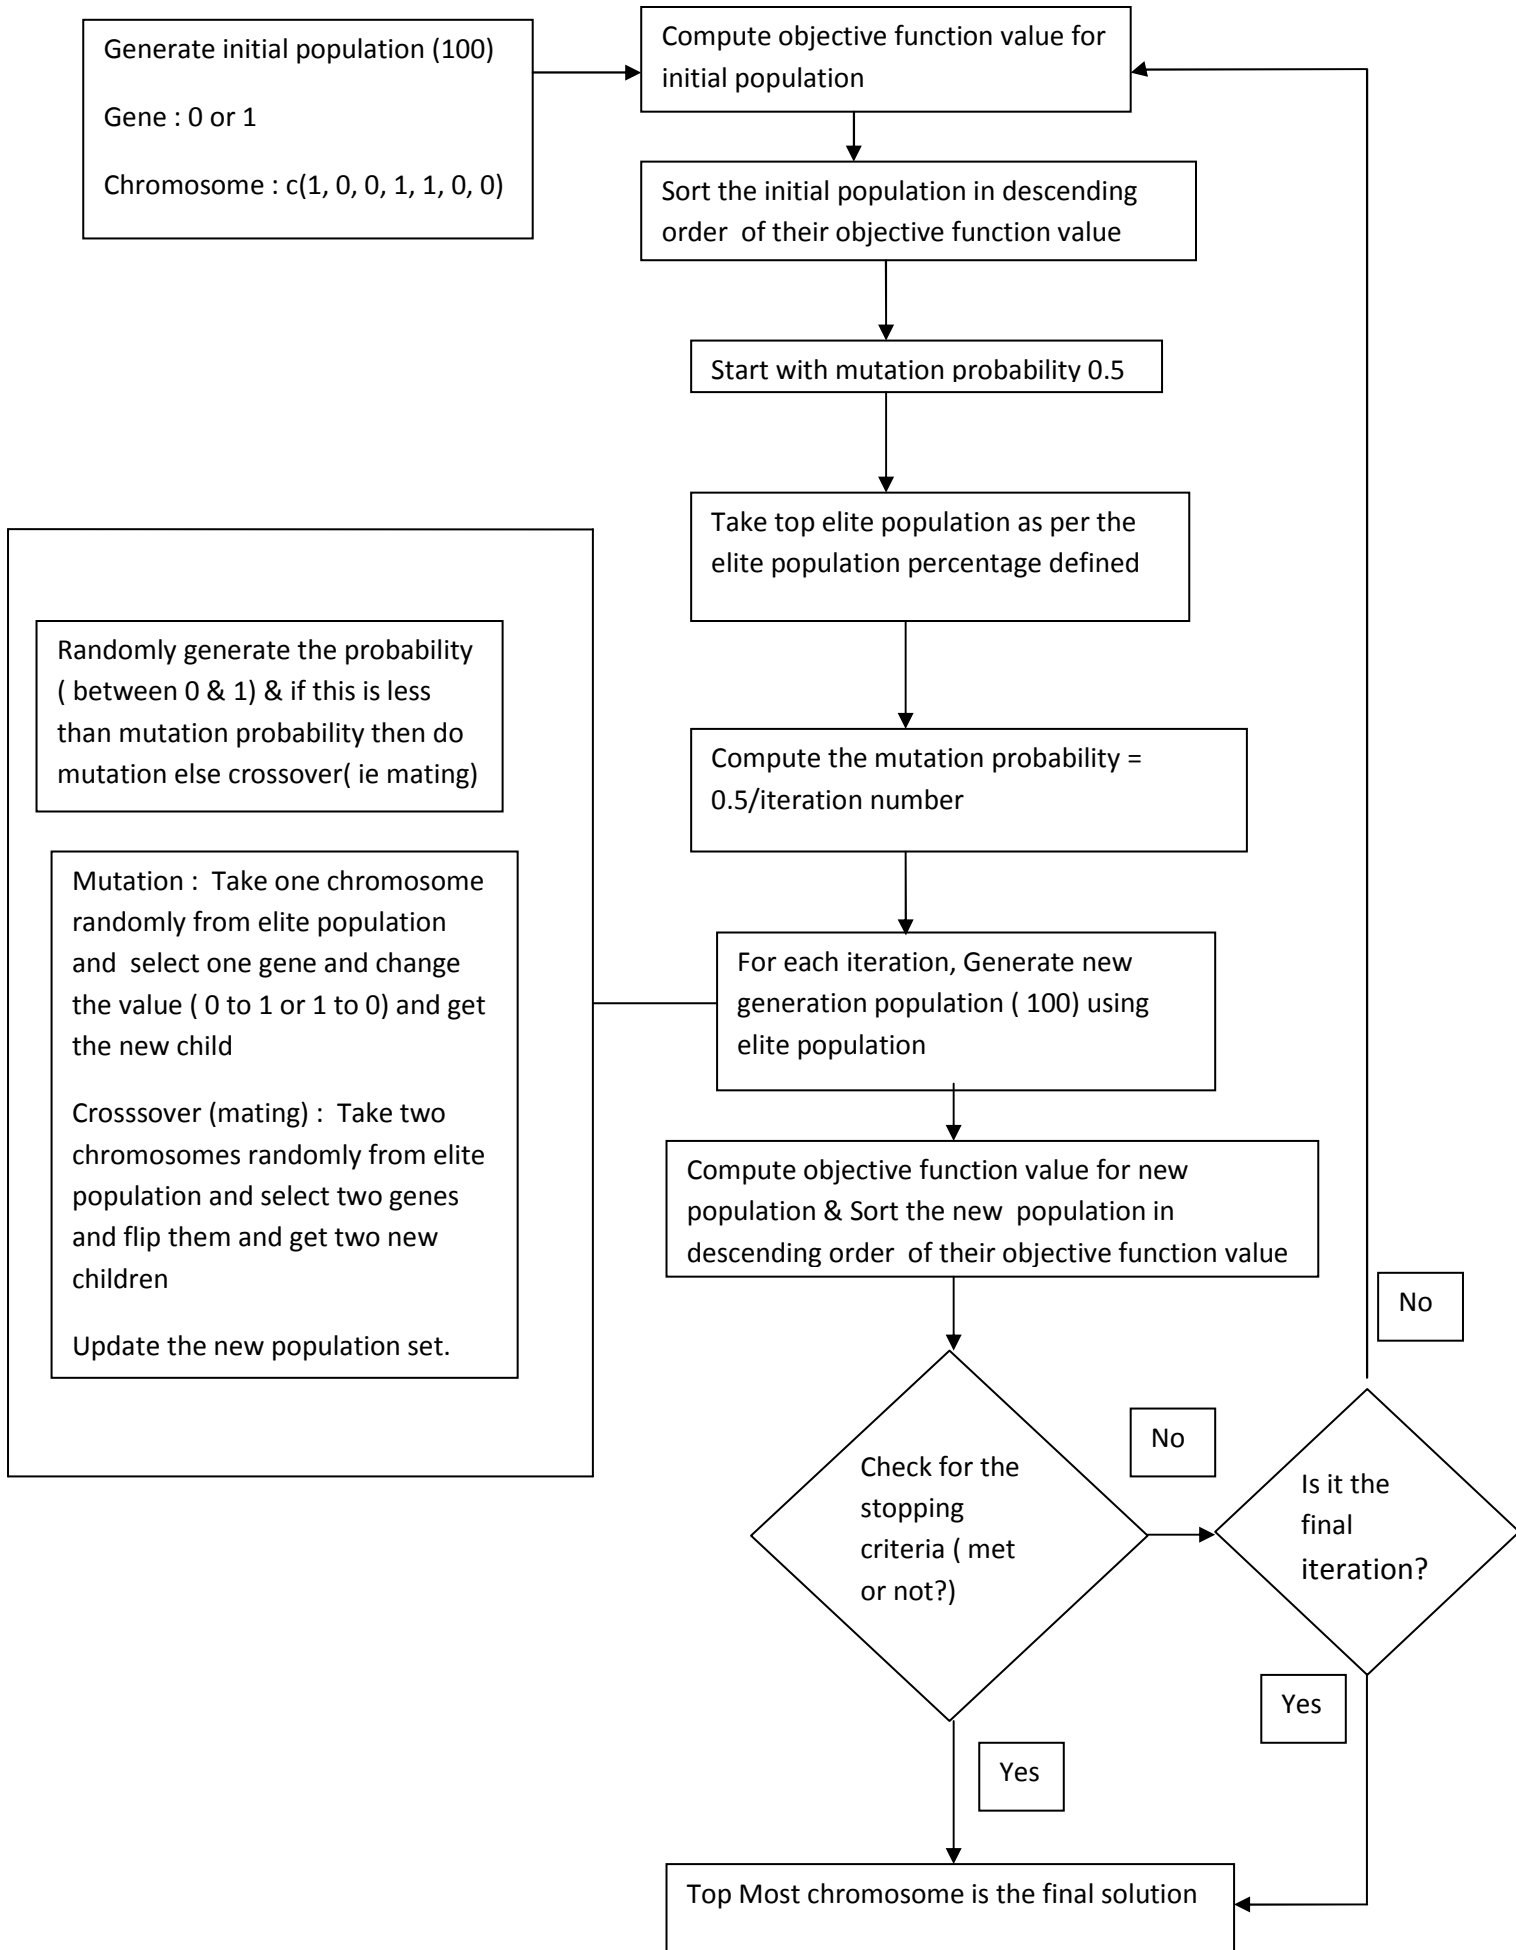 Generate initial population (100)
Gene : 0 or 1
Chromosome : c(1, 0, 0, 1, 1, 0, 0)
Compute objective function value for
initial population
Sort the initial population in descending
order of their objective function value
Start with mutation probability 0.5
Take top elite population as per the
elite population percentage defined
Compute the mutation probability =
0.5/iteration number
For each iteration, Generate new
generation population ( 100) using
elite population
Randomly generate the probability
( between 0 & 1) & if this is less
than mutation probability then do
mutation else crossover( ie mating)
Mutation : Take one chromosome
randomly from elite population
and select one gene and change
the value ( 0 to 1 or 1 to 0) and get
the new child
Crosssover (mating) : Take two
chromosomes randomly from elite
population and select two genes
and flip them and get two new
children
Update the new population set.
Compute objective function value for new
population & Sort the new population in
descending order of their objective function value
Check for the
stopping
criteria ( met
or not?)
No
Is it the
final
iteration?
No
Yes
Yes
Top Most chromosome is the final solution